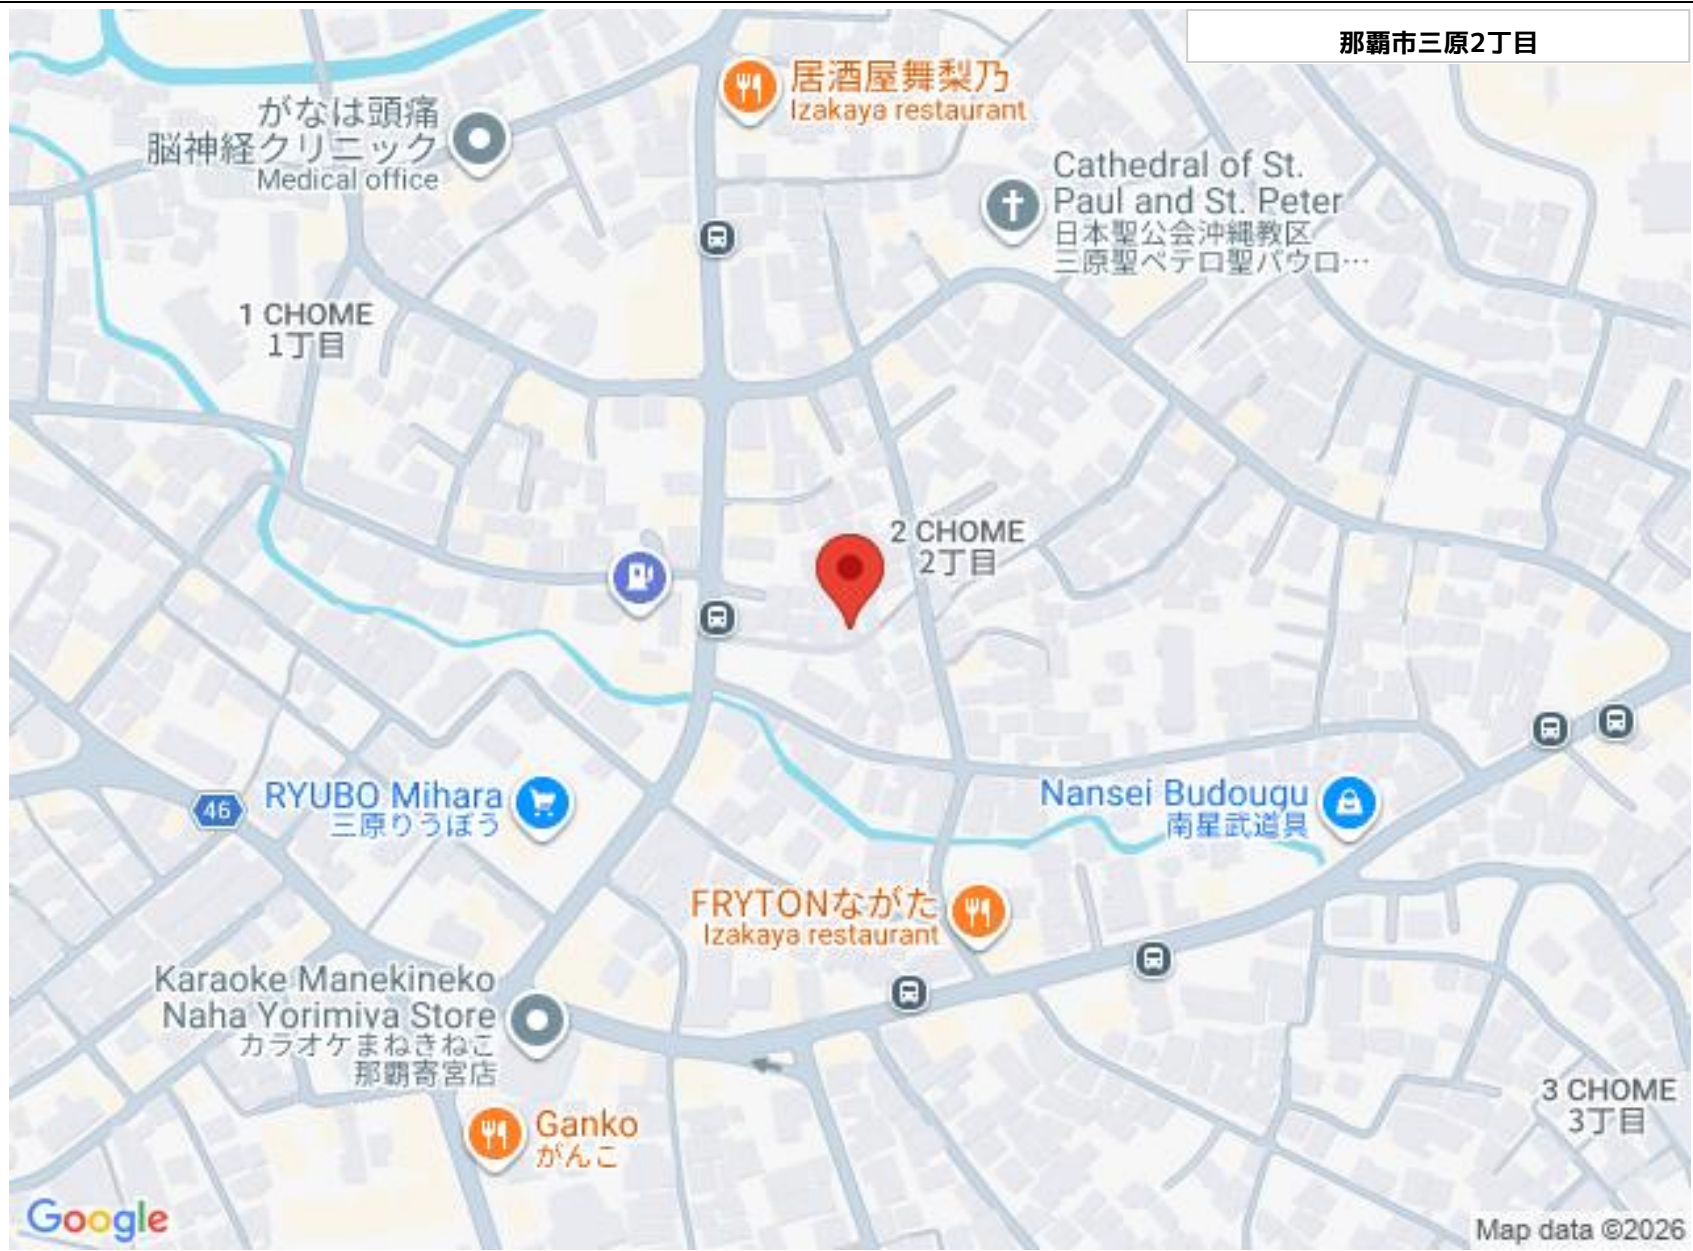 那覇市三原2丁目
居酒屋舞梨乃
Izakaya restaurant
がなは頭痛
脳神経クリニック
Medical office
Cathedral of St.
Paul and St. Peter
日本聖公会沖縄教区
三原聖ペテロ聖パウロ…
1 CHOME
1丁目
2 CHOME
2丁目
46
RYUBO Mihara
三原りうぼう
Nansei Budougu
南星武道具
FRYTONながた
Izakaya restaurant
Karaoke Manekineko
Naha Yorimiya Store
カラオケまねきねこ
那覇寄宮店
Ganko
がんこ
3 CHOME
3丁目
Google
Map data ©2026